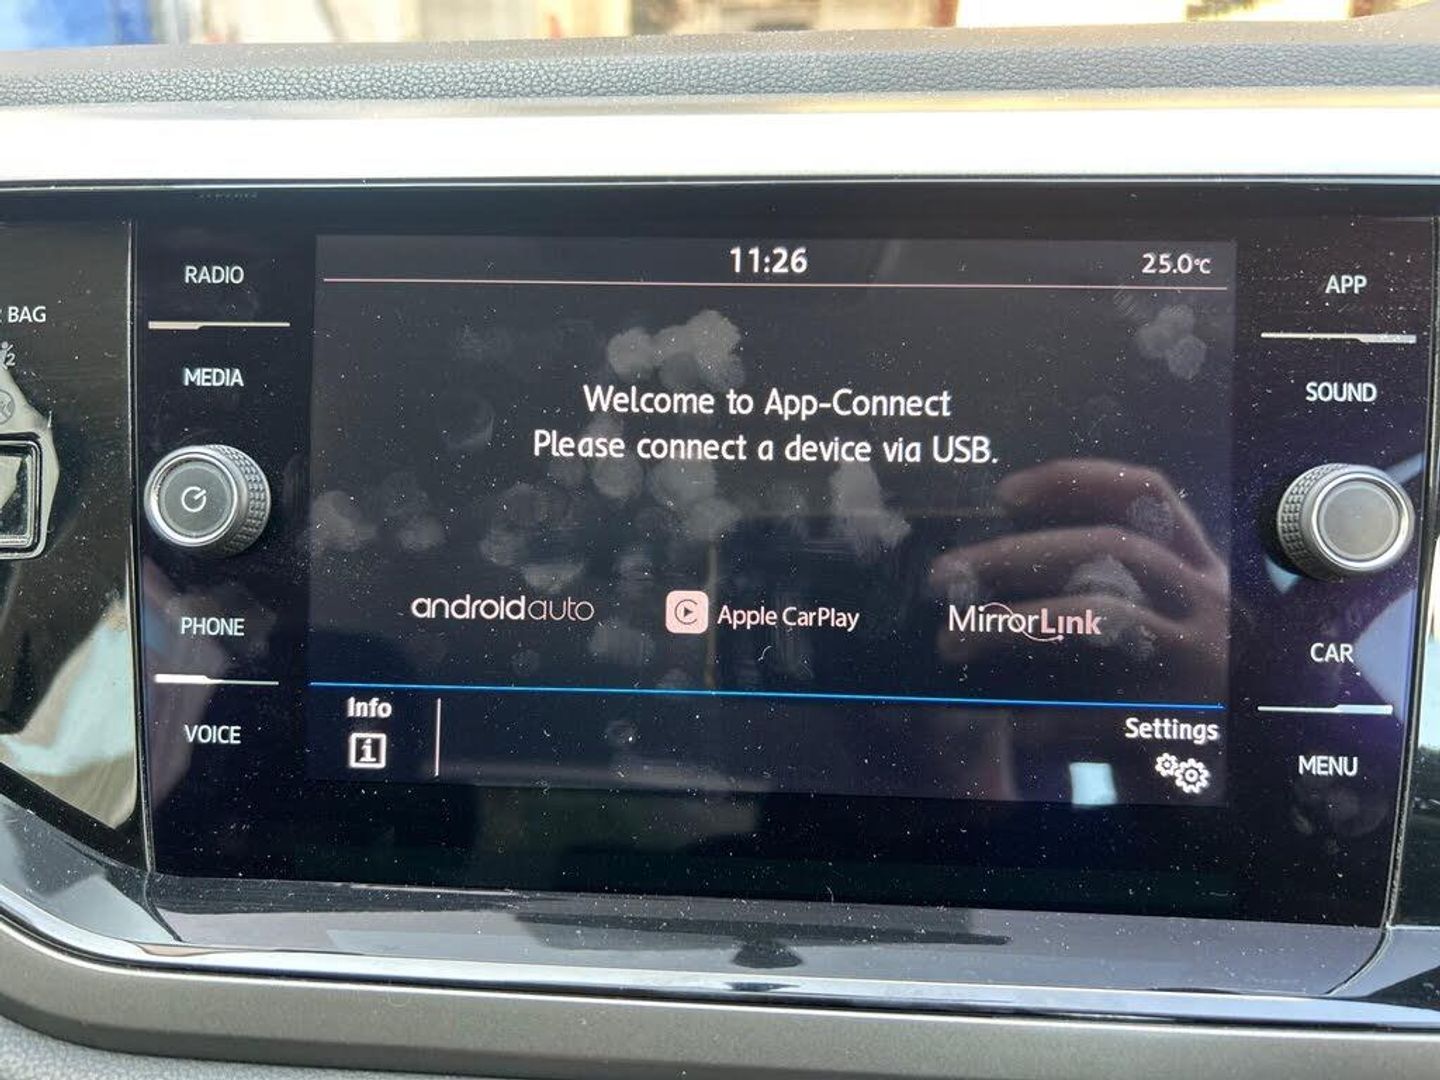 11:26
25.0°C
RADIO
MEDIA
PHONE
VOICE
BAG
Welcome to App-Connect
Please connect a device via USB.
androidauto
Apple CarPlay
MirrorLink
Info
i
Settings
APP
SOUND
CAR
MENU